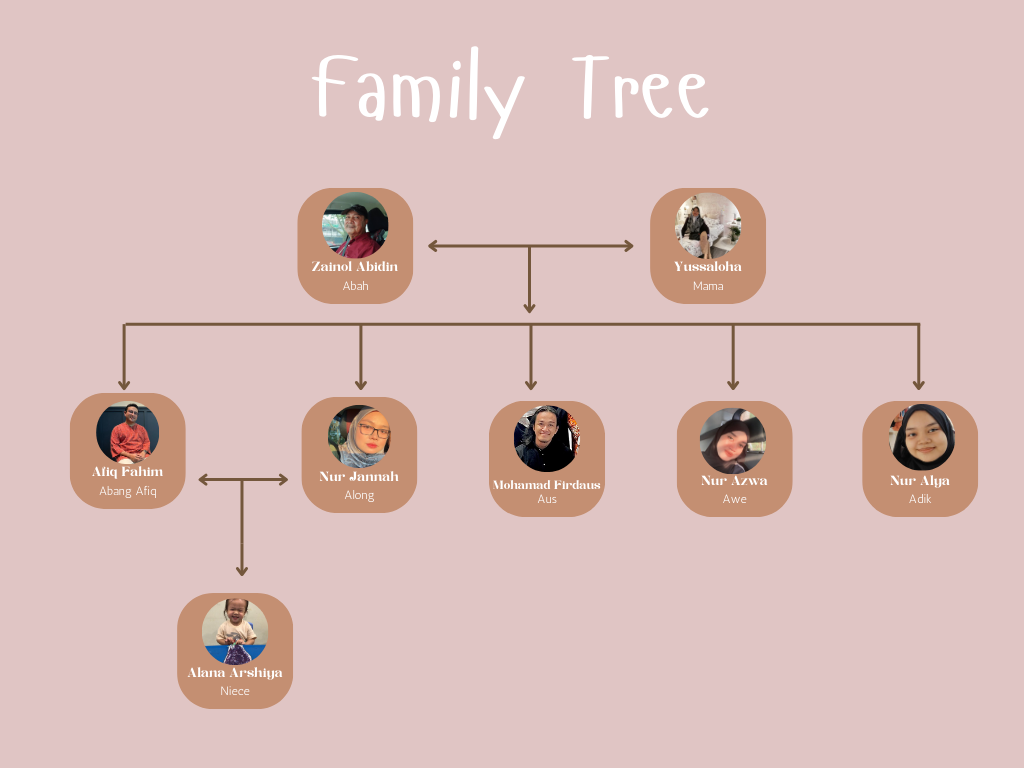 Family Tree
Zainol Abidin
Abah
Yussaloha
Mama
Afiq Fahim
Abang Afiq
Nur Jannah
Along
Mohamad Firdaus
Aus
Nur Azwa
Awe
Nur Alya
Adik
Alana Arshiya
Niece